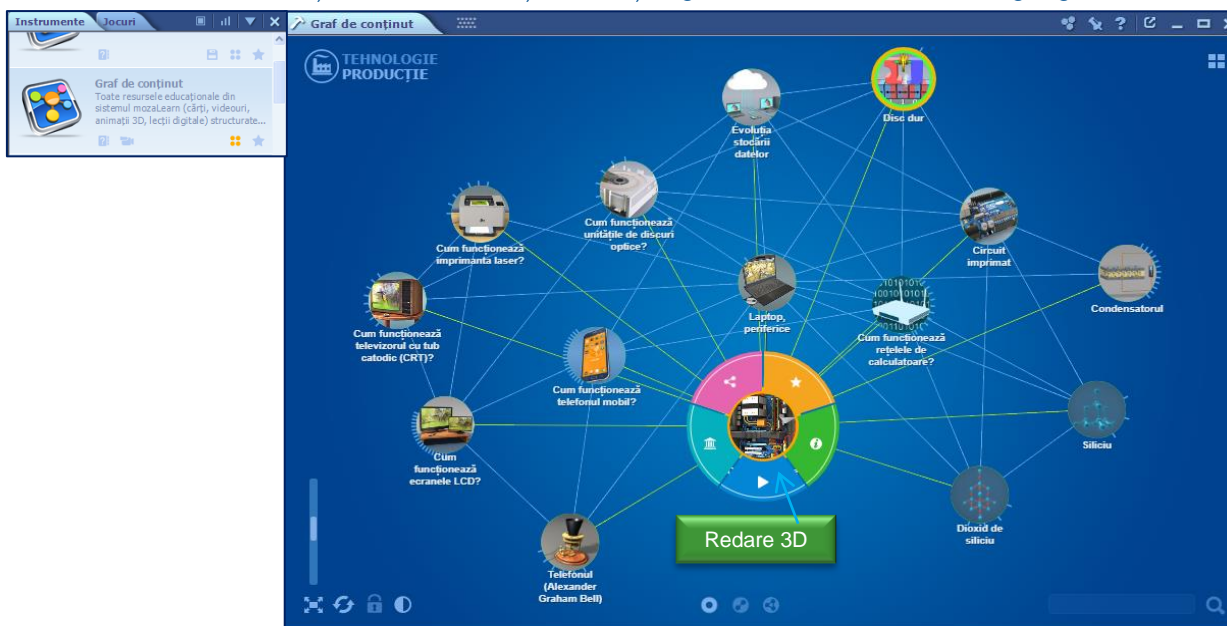 Instrumente
Jocuri
Graf de conținut
Toate resursele educaționale din
sistemul mozaLearn (cărți, videouri,
animații 3D, lecții digitale) structurate...
Graf de conținut
TEHNOLOGIE
PRODUCȚIE
Disc dur
Evoluția
stocării
datelor
Cum funcționează
unitățile de discuri
optice?
Cum funcționează
imprimanta laser?
Circuit
imprimat
Condensatorul
Laptop,
periferice
Cum funcționează
televizorul cu tub
catodic (CRT)?
Cum funcționează
rețelele de
calculatoare?
Cum funcționează
telefonul mobil?
Cum
funcționează
ecranele LCD?
Siliciu
Dioxid de
siliciu
Redare 3D
Telefonul
(Alexander
Graham Bell)